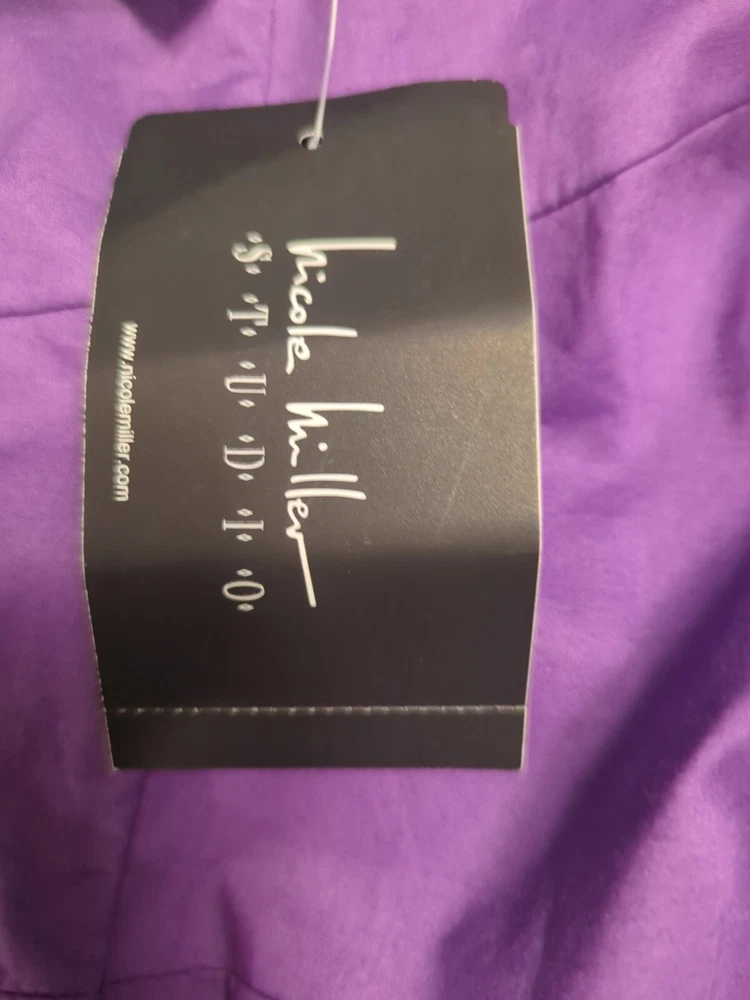 Nicole Miller
·S· ·T· ·U· ·D· ·I· ·O·
www.nicolemiller.com